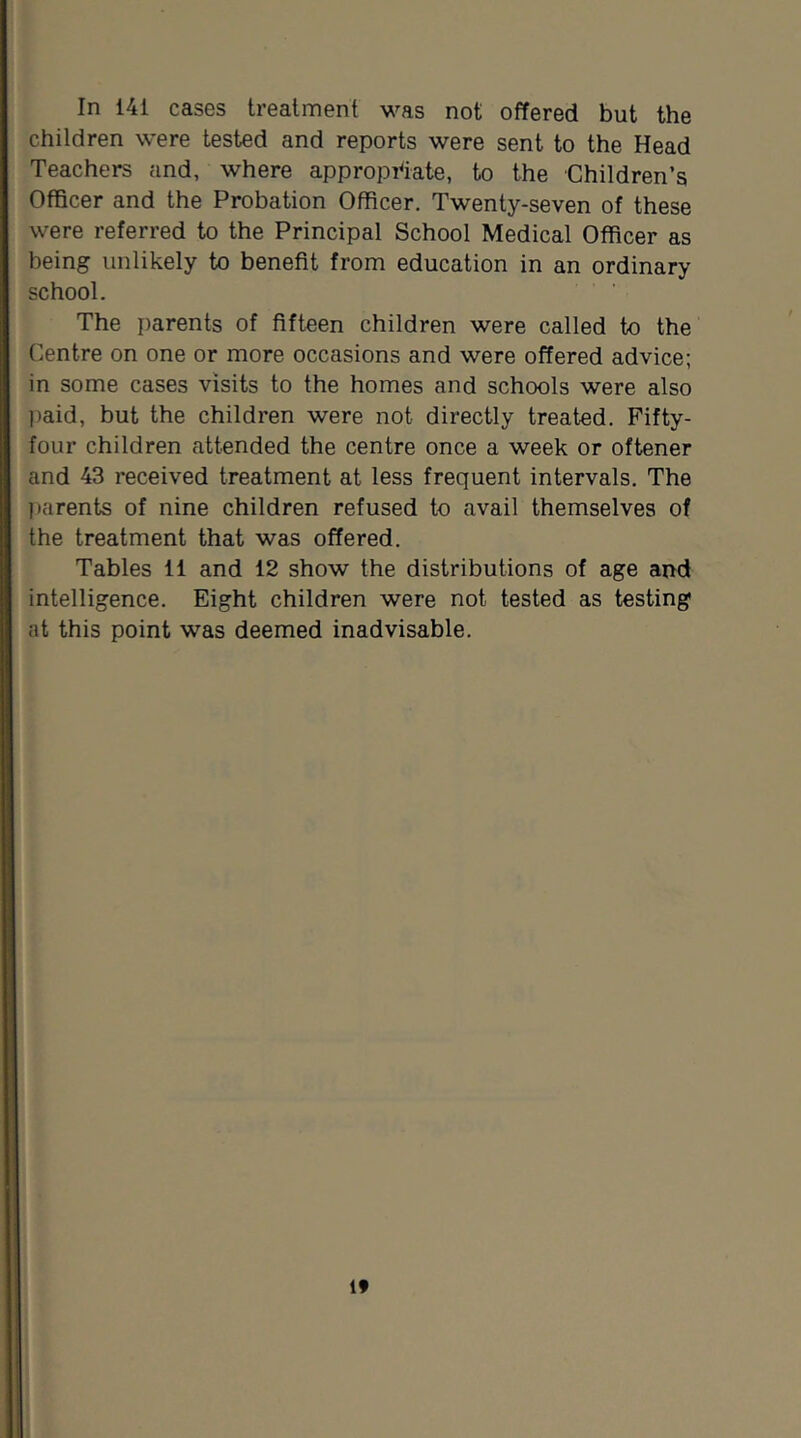 In 141 cases treatment was not offered but the
children were tested and reports were sent to the Head
Teachers and, where appropriate, to the Children's
Officer and the Probation Officer. Twenty-seven of these
were referred to the Principal School Medical Officer as
being unlikely to benefit from education in an ordinary
school.
The parents of fifteen children were called to the
Centre on one or more occasions and were offered advice;
in some cases visits to the homes and schools were also
paid, but the children were not directly treated. Fifty-
four children attended the centre once a week or oftener
and 43 received treatment at less frequent intervals. The
parents of nine children refused to avail themselves of
the treatment that was offered.
Tables 11 and 12 show the distributions of age and
intelligence. Eight children were not tested as testing
at this point was deemed inadvisable.
19